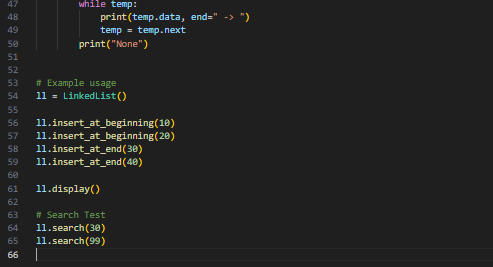 47 while temp:
48 print(temp.data, end=" -> ")
49 temp = temp.next
50 print("None")
51
52
53 # Example usage
54 ll = LinkedList()
55
56 ll.insert_at_beginning(10)
57 ll.insert_at_beginning(20)
58 ll.insert_at_end(30)
59 ll.insert_at_end(40)
60
61 ll.display()
62
63 # Search Test
64 ll.search(30)
65 ll.search(99)
66